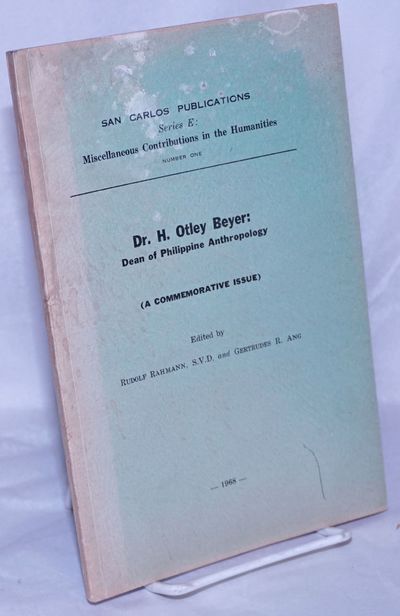 SAN CARLOS PUBLICATIONS
Series E:
Miscellaneous Contributions in the Humanities
NUMBER ONE
Dr. H. Otley Beyer:
Dean of Philippine Anthropology
(A COMMEMORATIVE ISSUE)
Edited by
RUDOLF RAHMANN, S.V.D. and GERTRUDES R. ANG
— 1968 —